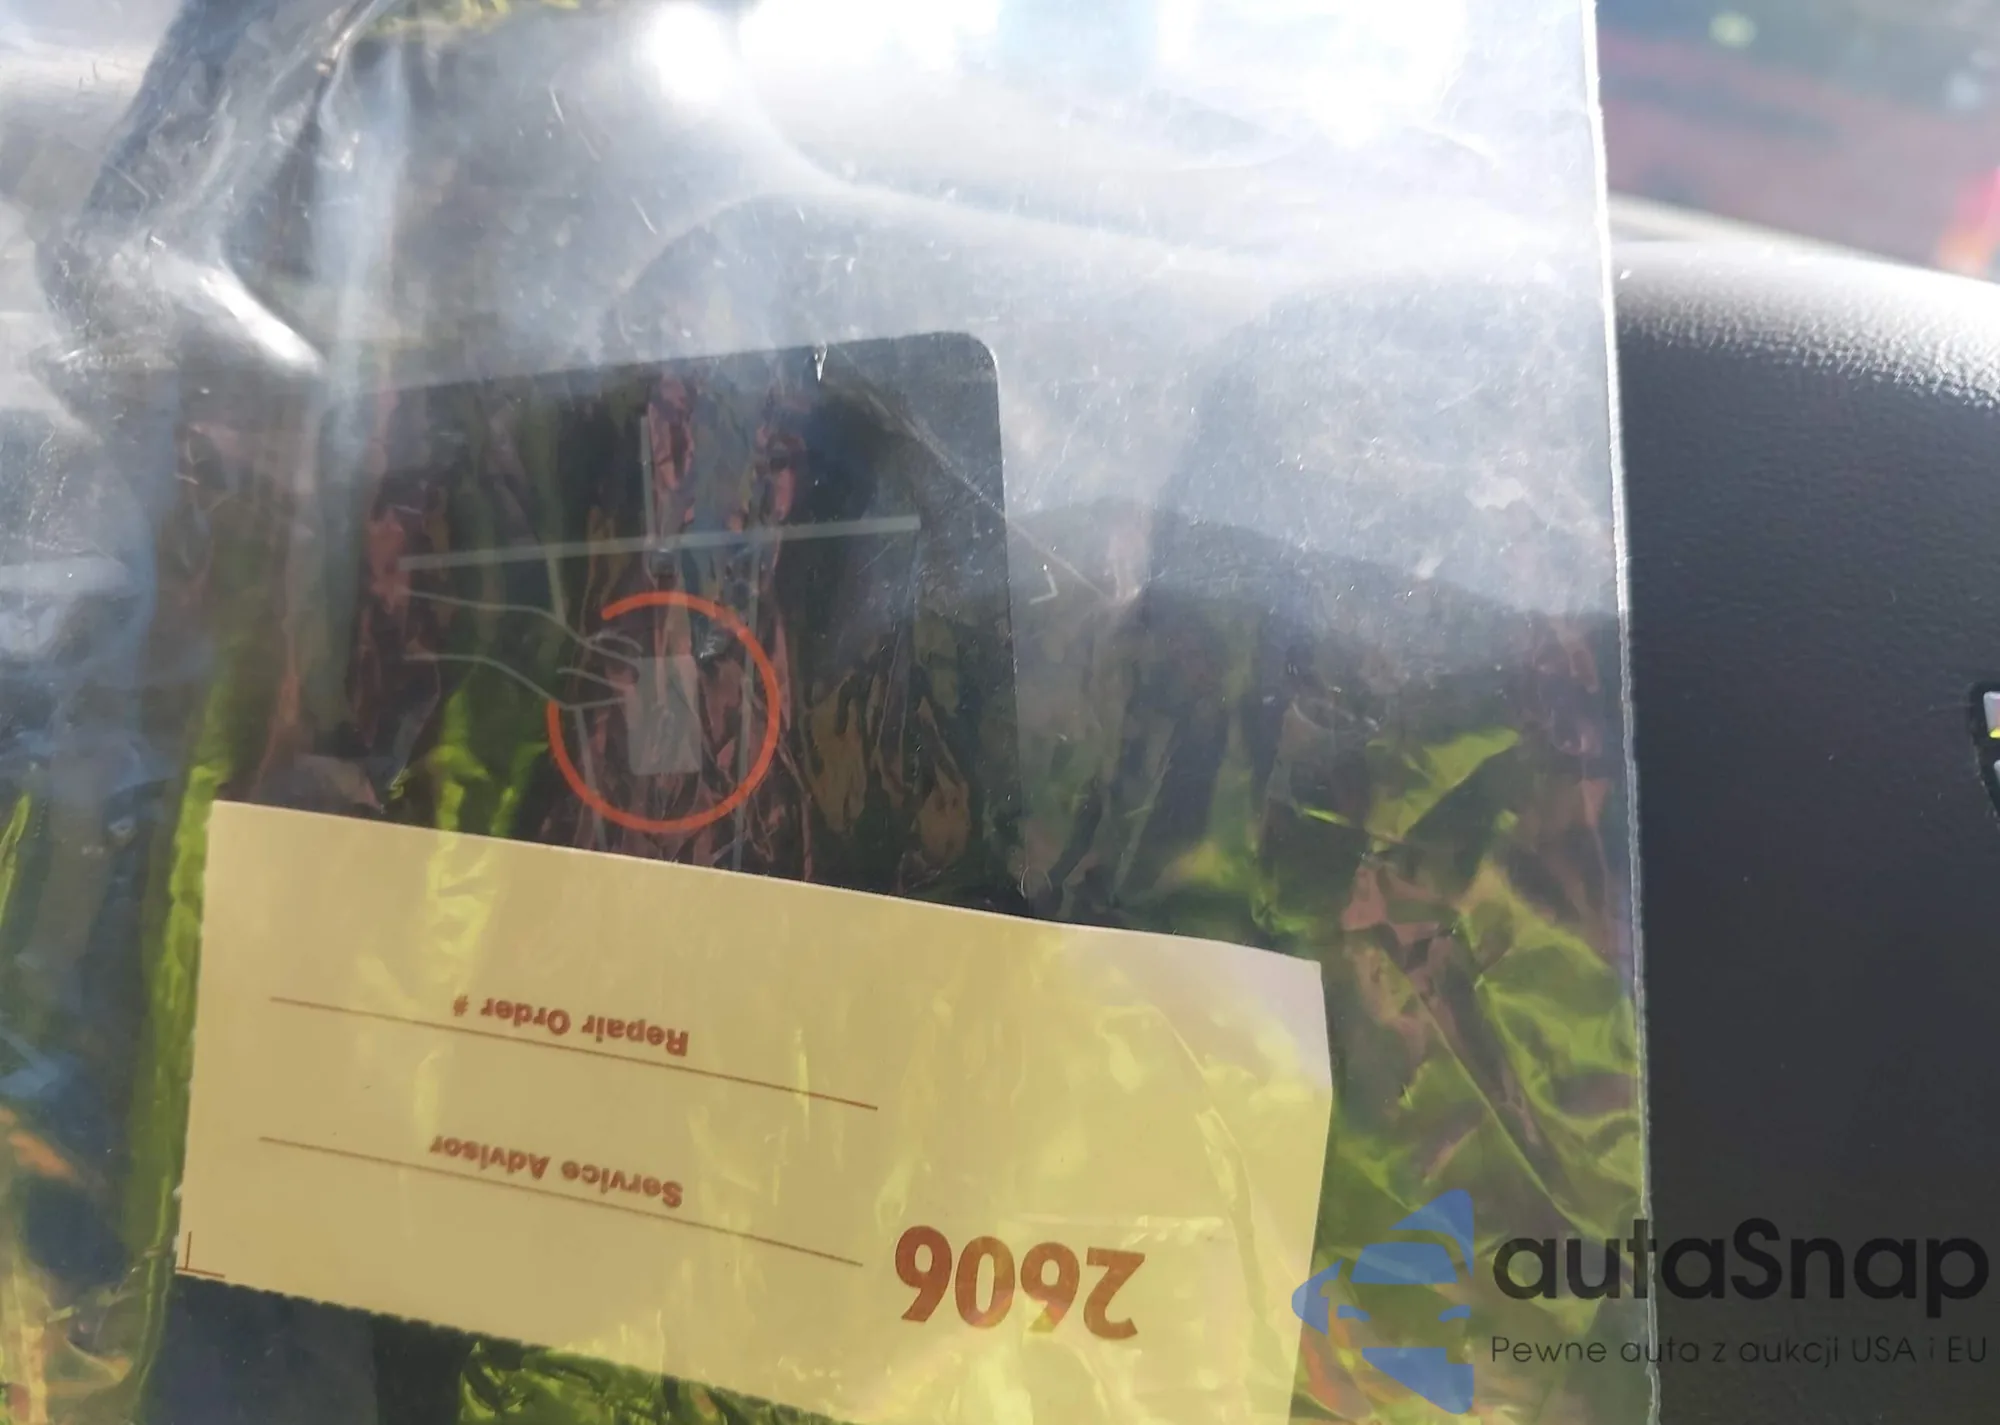 Repair Order #
Service Advisor
2606
autaSnap
Pewne auta z aukcji USA i EU